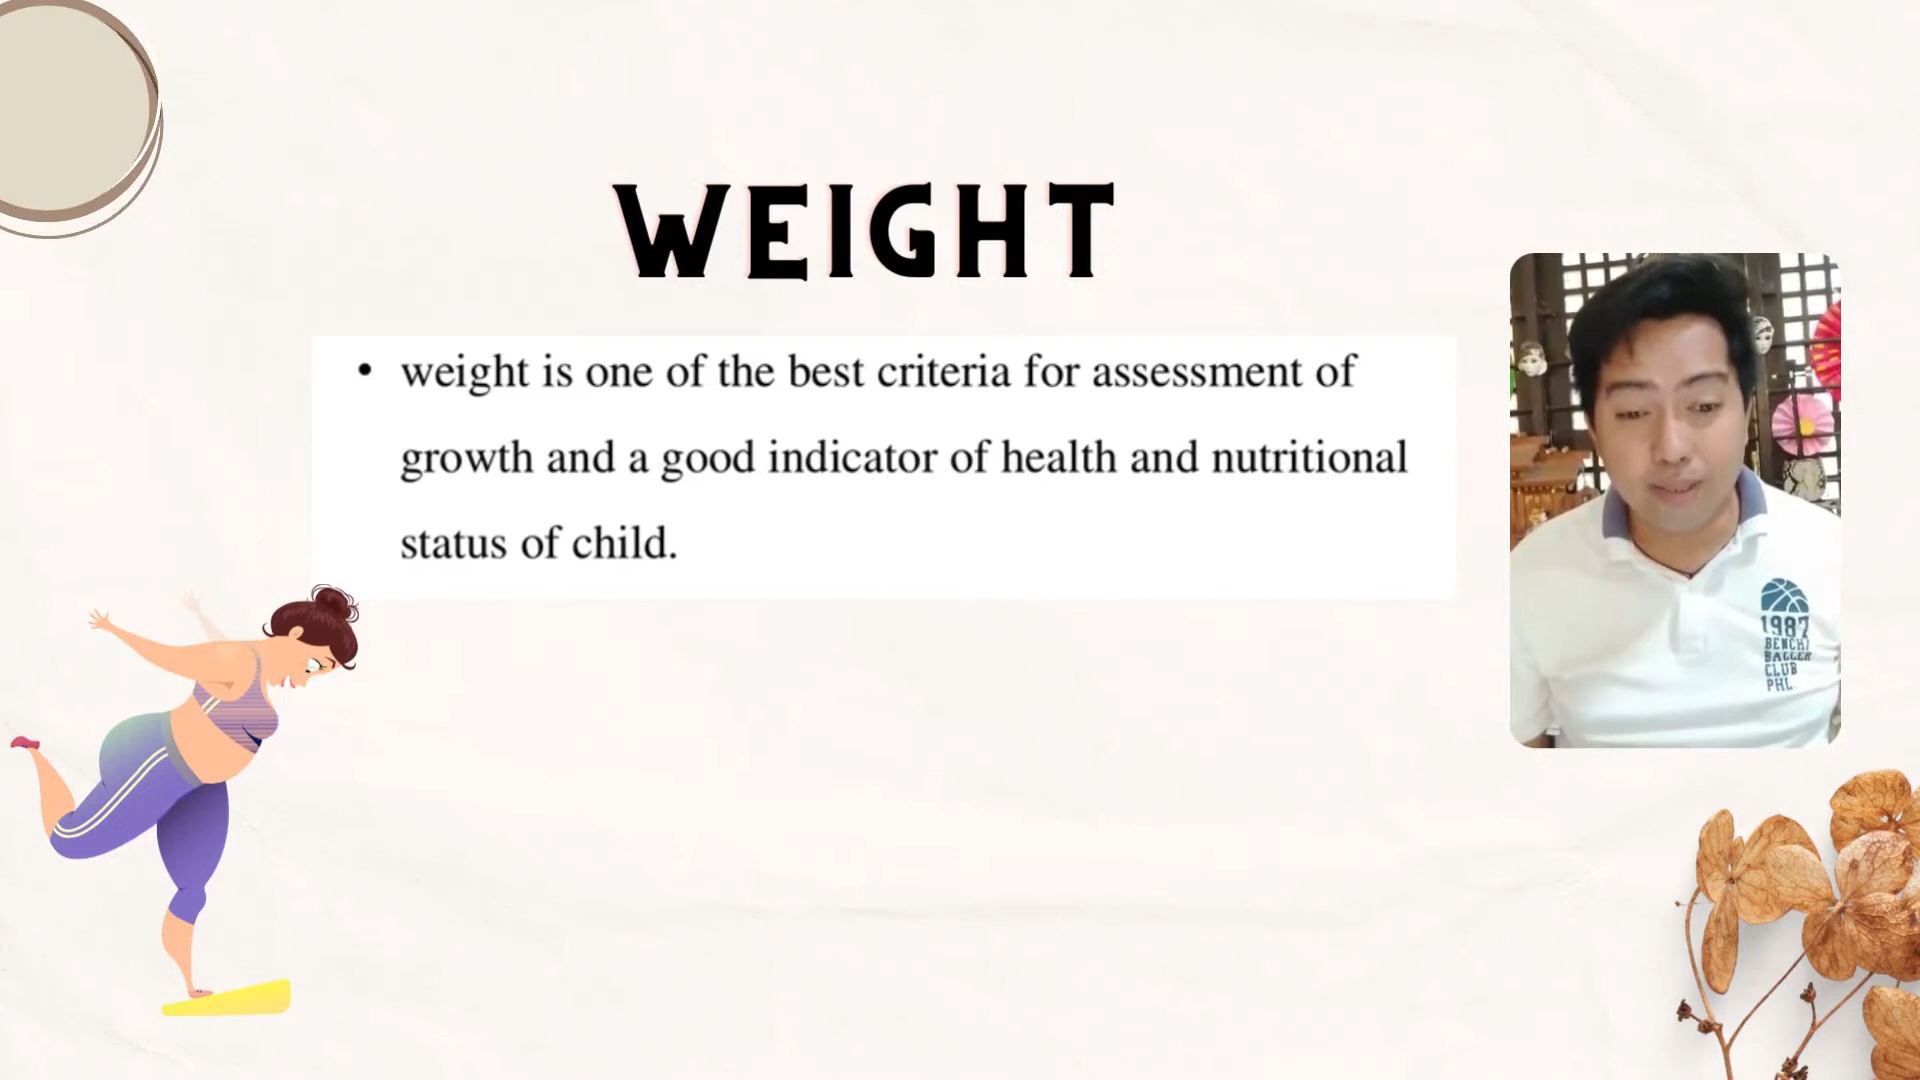 WEIGHT
• weight is one of the best criteria for assessment of
growth and a good indicator of health and nutritional
status of child.
1987
BENCH/
BALLER
CLUB
PHL.